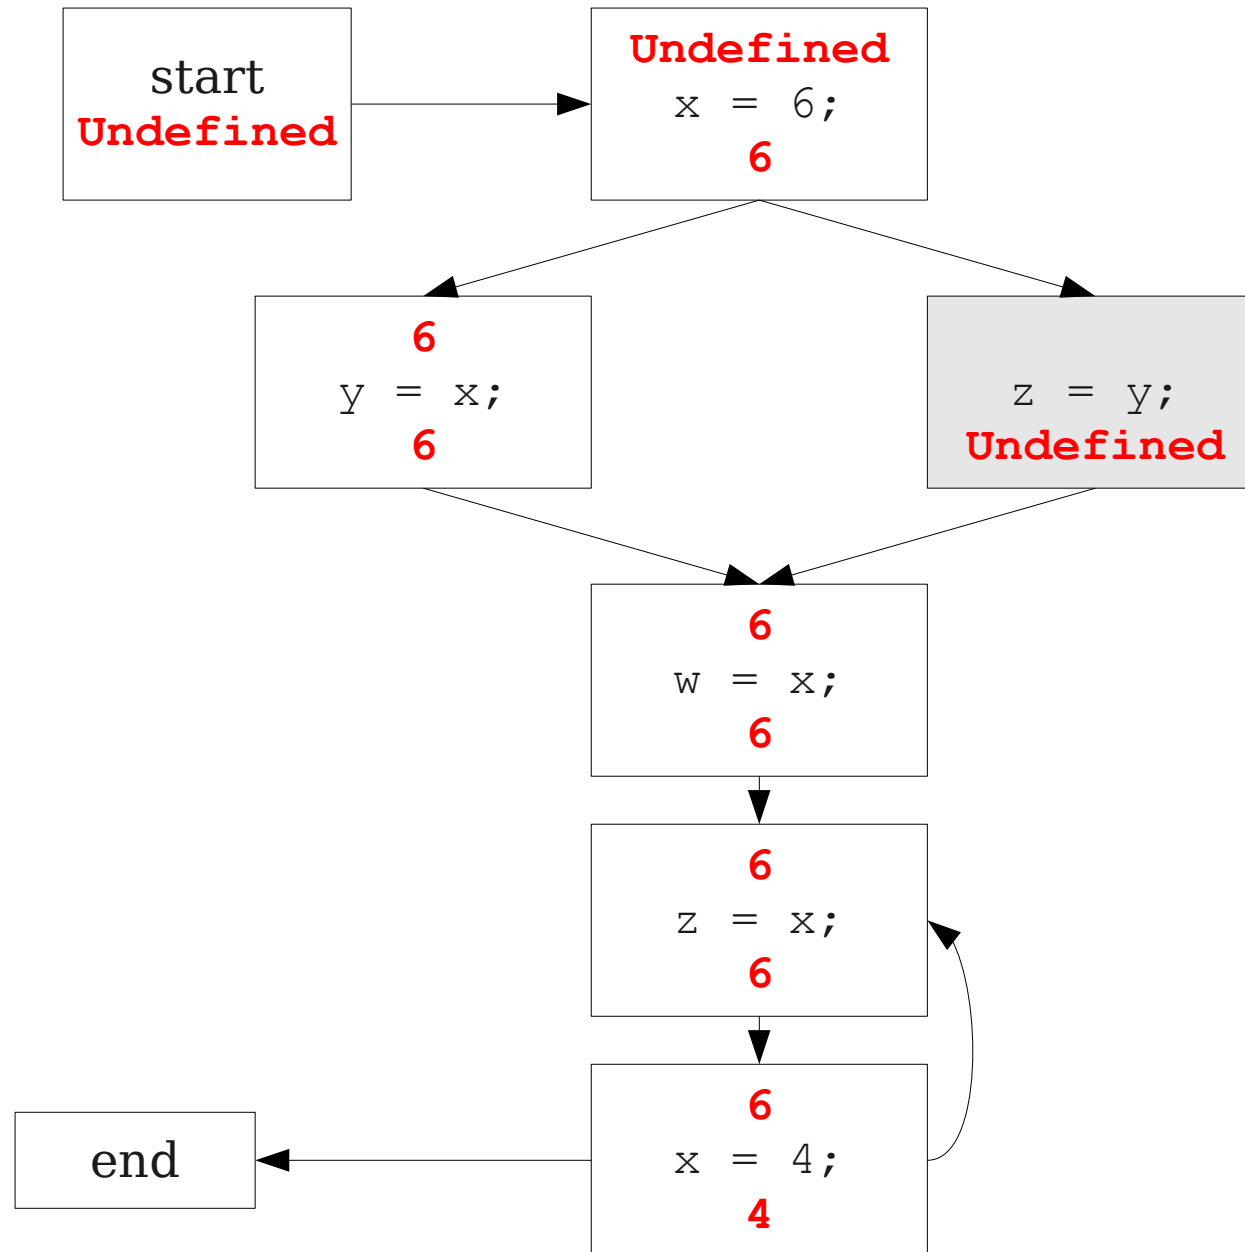 start
Undefined
Undefined
x = 6;
6
6
y = x;
6
z = y;
Undefined
6
w = x;
6
6
z = x;
6
6
x = 4;
4
end